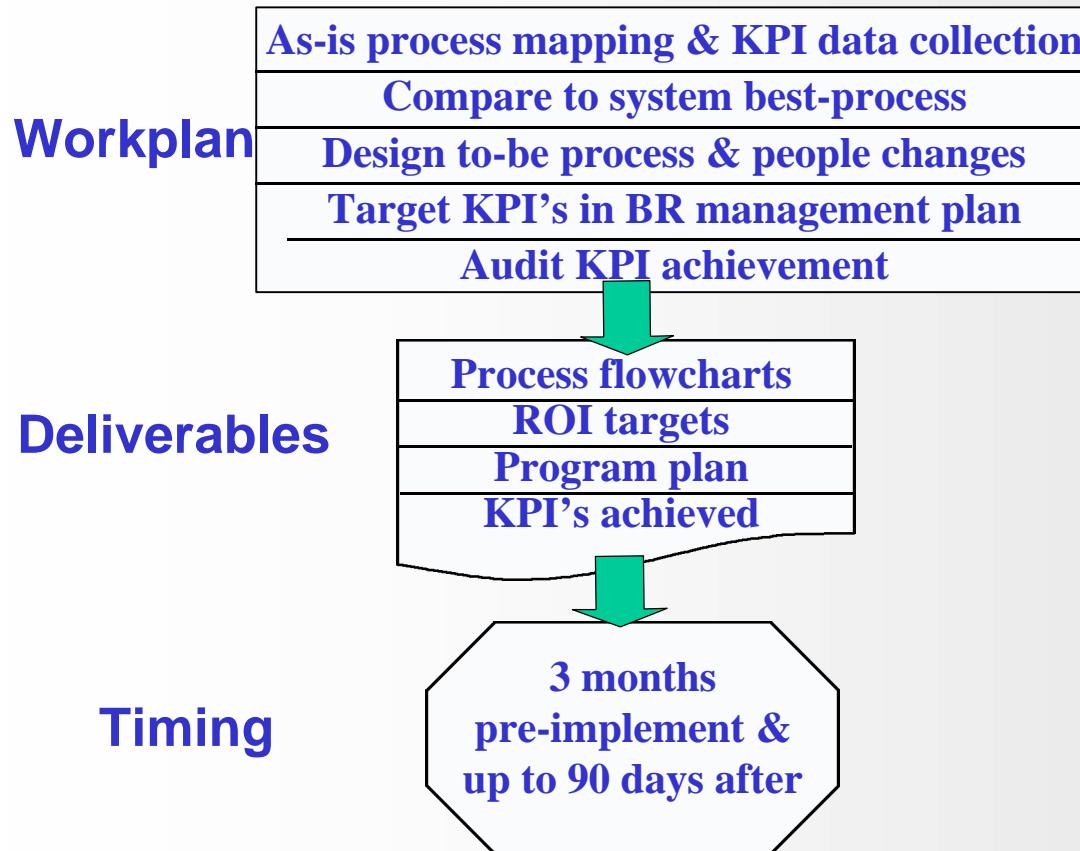 As-is process mapping & KPI data collection
Compare to system best-process
Workplan
Design to-be process & people changes
Target KPI’s in BR management plan
Audit KPI achievement
Process flowcharts
Deliverables
ROI targets
Program plan
KPI’s achieved
Timing
3 months
pre-implement &
up to 90 days after